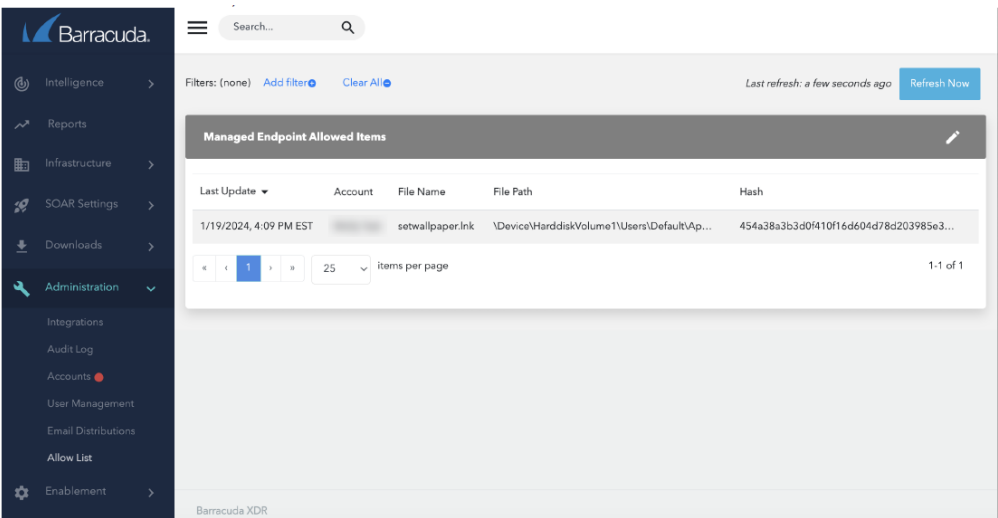 Barracuda.
Search...
Intelligence
Reports
Infrastructure
SOAR Settings
Downloads
Administration
Integrations
Audit Log
Accounts
User Management
Email Distributions
Allow List
Enablement
Filters: (none) Add filter Clear All
Last refresh: a few seconds ago Refresh Now
Managed Endpoint Allowed Items
Last Update Account File Name File Path Hash
1/19/2024, 4:09 PM EST setwallpaper.lnk \Device\HarddiskVolume1\Users\Default\Ap... 454a38a3b3d0f410f16d604d78d203985e3...
« ‹ 1 › » 25 items per page 1-1 of 1
Barracuda XDR